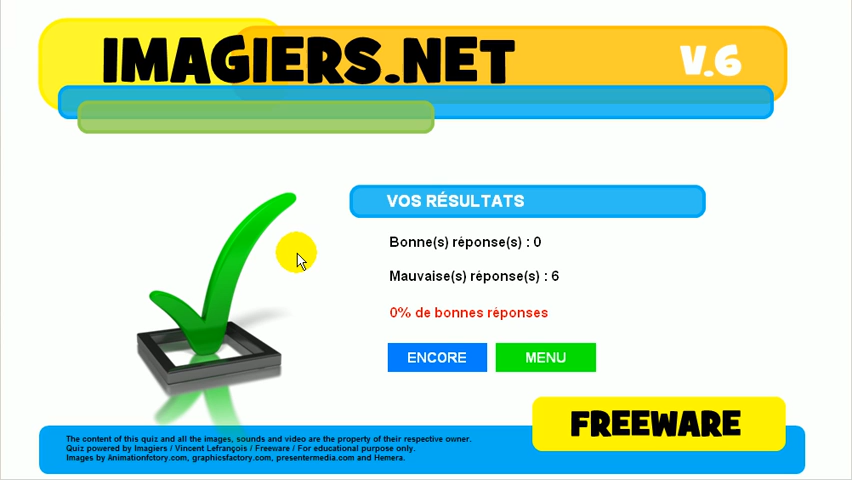 IMAGIERS.NET
V.6
VOS RÉSULTATS
Bonne(s) réponse(s) : 0
Mauvaise(s) réponse(s) : 6
0% de bonnes réponses
ENCORE
MENU
FREEWARE
The content of this quiz and all the images, sounds and video are the property of their respective owner.
Quiz powered by Imagiers / Vincent Lefrançois / Freeware / For educational purpose only.
Images by Animationfctory.com, graphicsfactory.com, presentermedia.com and Hemera.